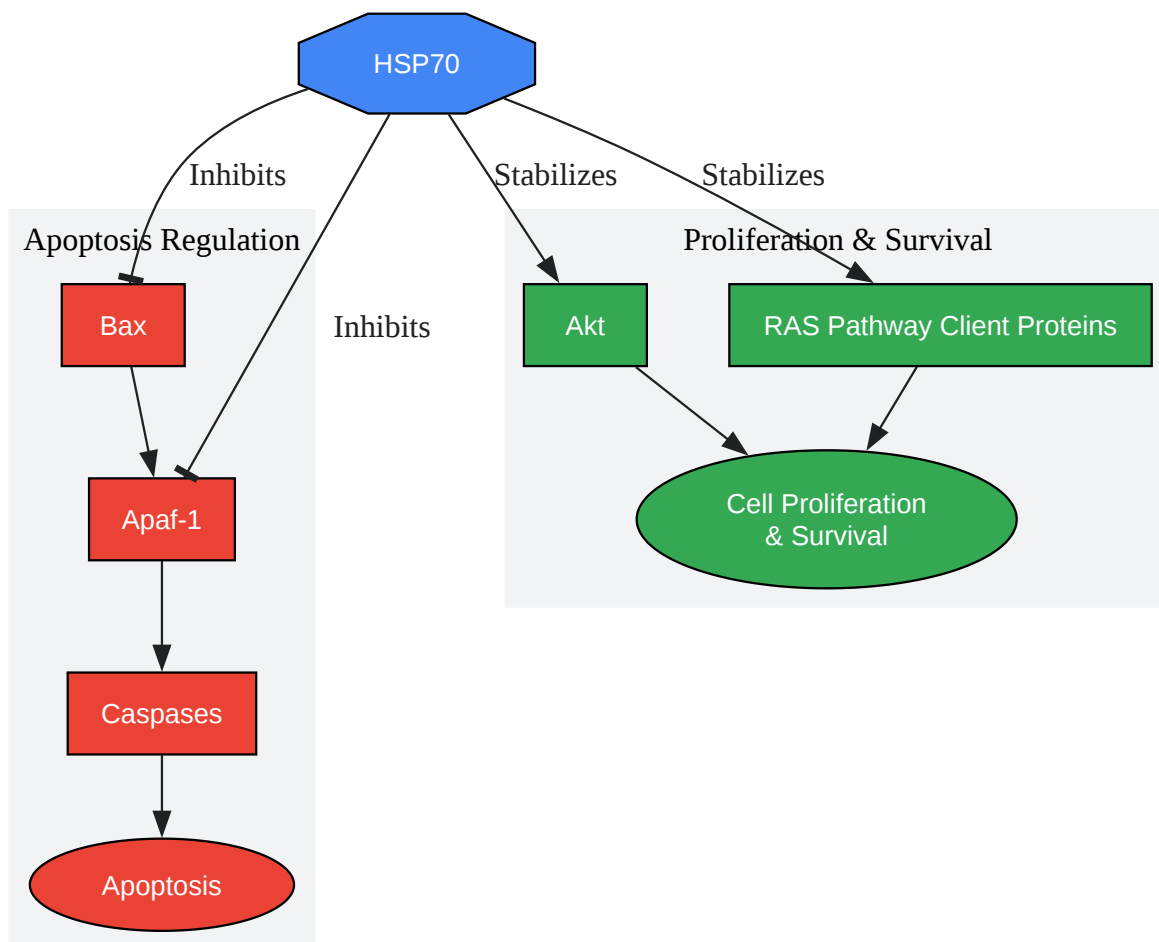 HSP70
Inhibits
Stabilizes
Stabilizes
Apoptosis Regulation
Proliferation & Survival
Bax
Inhibits
Akt
RAS Pathway Client Proteins
Apaf-1
Cell Proliferation
& Survival
Caspases
Apoptosis